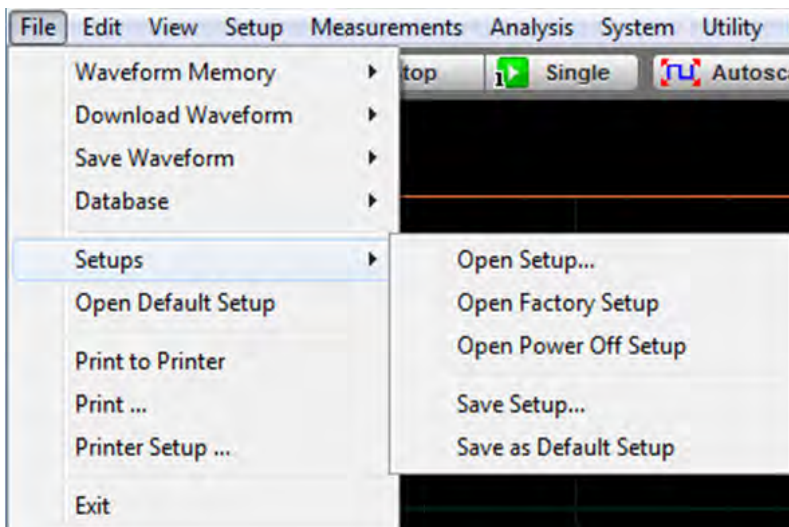 File Edit View Setup Measurements Analysis System Utility
Waveform Memory
top Single
Download Waveform
Save Waveform
Database
Setups
Open Default Setup
Print to Printer
Print ...
Printer Setup ...
Exit
Open Setup...
Open Factory Setup
Open Power Off Setup
Save Setup...
Save as Default Setup